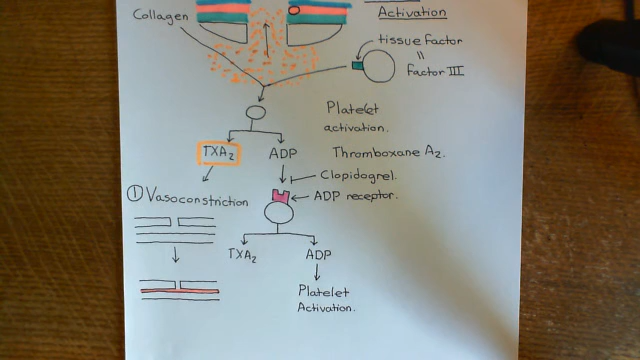 Activation
Collagen
tissue factor
=
factor III
Platelet
activation.
TXA2
ADP
Thromboxane A2.
Clopidogrel.
ADP receptor.
① Vasoconstriction
TXA2
ADP
Platelet
Activation.